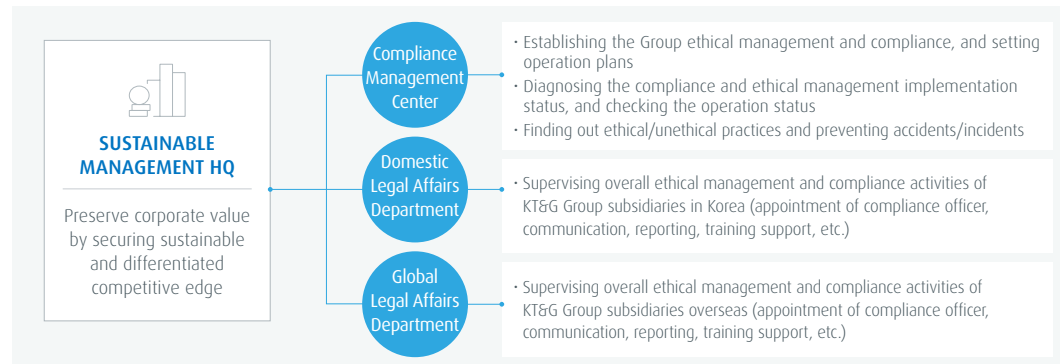 SUSTAINABLE
MANAGEMENT HQ
Preserve corporate value
by securing sustainable
and differentiated
competitive edge
Compliance
Management
Center
· Establishing the Group ethical management and compliance, and setting
operation plans
· Diagnosing the compliance and ethical management implementation
status, and checking the operation status
· Finding out ethical/unethical practices and preventing accidents/incidents
Domestic
Legal Affairs
Department
· Supervising overall ethical management and compliance activities of
KT&G Group subsidiaries in Korea (appointment of compliance officer,
communication, reporting, training support, etc.)
Global
Legal Affairs
Department
· Supervising overall ethical management and compliance activities of
KT&G Group subsidiaries overseas (appointment of compliance officer,
communication, reporting, training support, etc.)